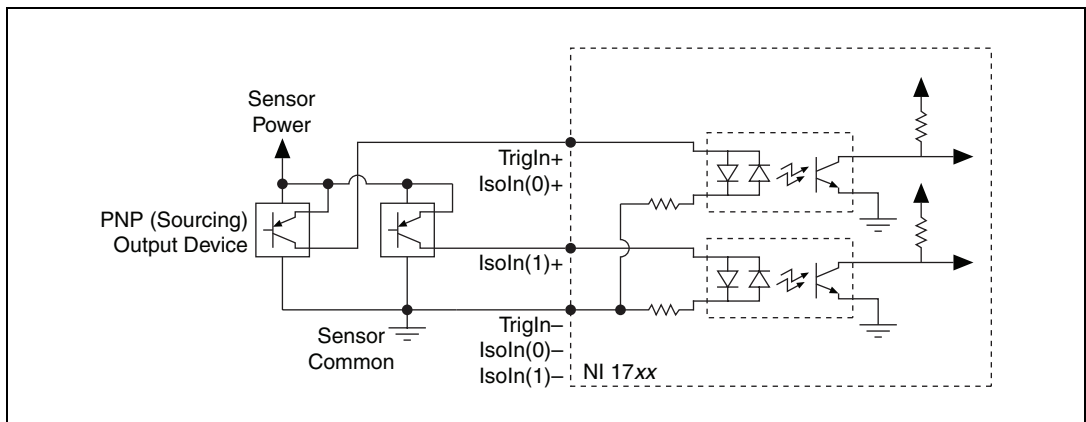 Sensor
Power
PNP (Sourcing)
Output Device
TrigIn+
IsoIn(0)+
IsoIn(1)+
Sensor
Common
TrigIn–
IsoIn(0)–
IsoIn(1)–
NI 17xx